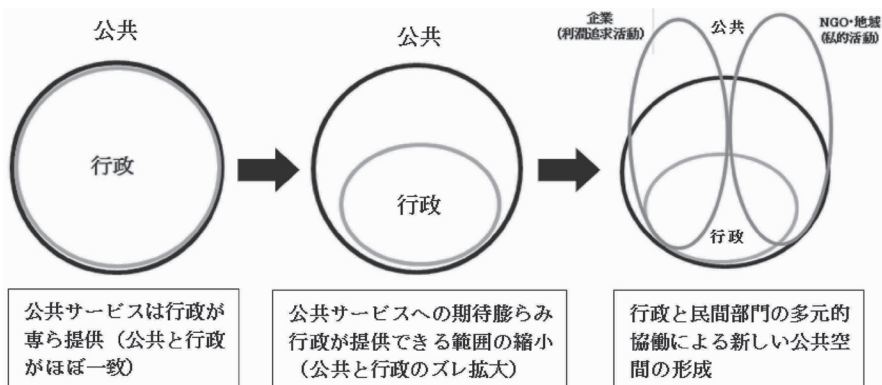 公共
行政
公共サービスは行政が
専ら提供（公共と行政
がほぼ一致）
公共
行政
公共サービスへの期待膨らみ
行政が提供できる範囲の縮小
（公共と行政のズレ拡大）
企業
（利潤追求活動）
公共
NGO・地域
（私的活動）
行政
行政と民間部門の多元的
協働による新しい公共空
間の形成